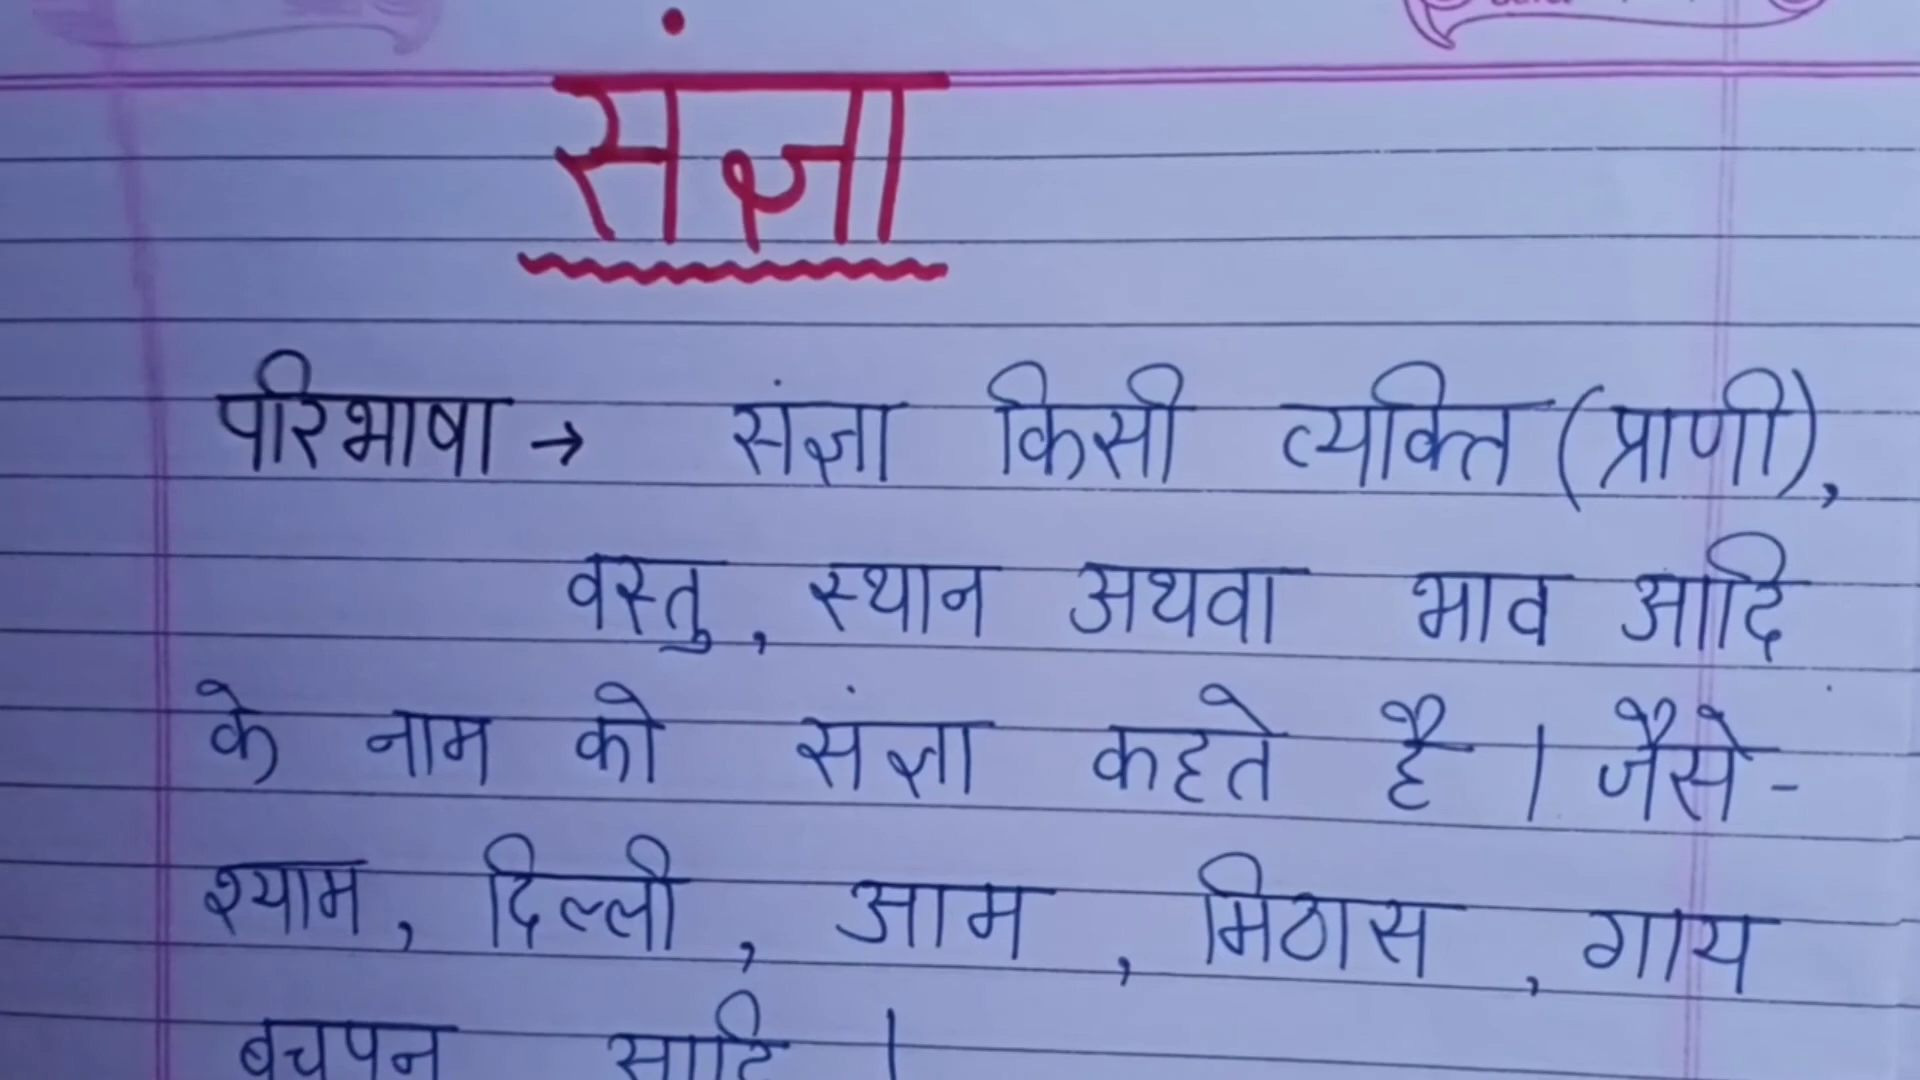 संज्ञा
परिभाषा → संज्ञा किसी व्यक्ति (प्राणी),
वस्तु, स्थान अथवा भाव आदि
के नाम को संज्ञा कहते है । जैसे -
श्याम, दिल्ली, आम, मिठास, गाय
बचपन आदि ।